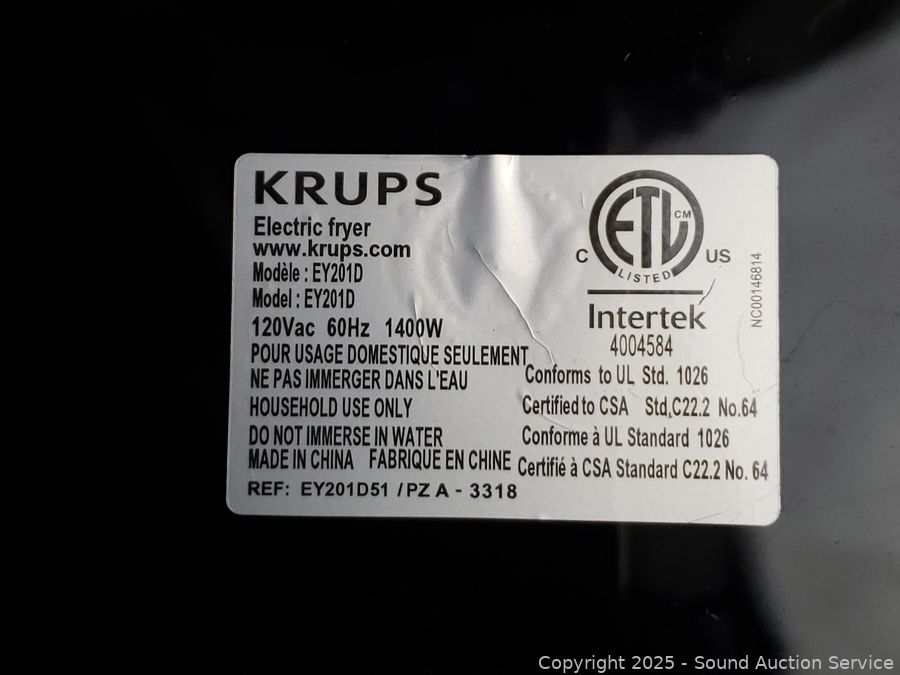 KRUPS
Electric fryer
www.krups.com
Modèle : EY201D
Model : EY201D
120Vac 60Hz 1400W
POUR USAGE DOMESTIQUE SEULEMENT
NE PAS IMMERGER DANS L'EAU
HOUSEHOLD USE ONLY
DO NOT IMMERSE IN WATER
MADE IN CHINA FABRIQUE EN CHINE
REF: EY201D51 /PZ A - 3318
ETL CM
C US
LISTED
Intertek
4004584
Conforms to UL Std. 1026
Certified to CSA Std,C22.2 No.64
Conforme à UL Standard 1026
Certifié à CSA Standard C22.2 No. 64
NC00146814
Copyright © 2025 - Sound Auction Service